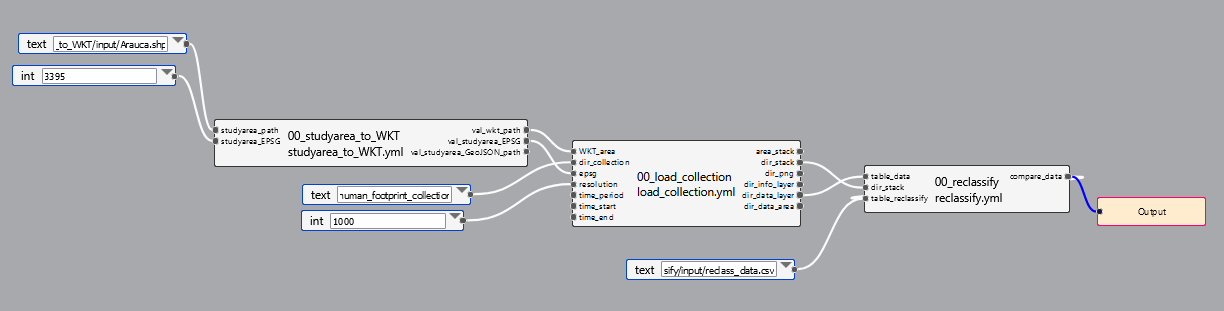 text _to_WKT/input/Arauca.shp
int 3395
studyarea_path
studyarea_EPSG
00_studyarea_to_WKT
studyarea_to_WKT.yml
val_wkt_path
val_studyarea_EPSG
val_studyarea_GeoJSON_path
text human_footprint_collection
int 1000
WKT_area
dir_collection
epsg
resolution
time_period
time_start
time_end
00_load_collection
load_collection.yml
area_stack
dir_stack
dir_png
dir_info_layer
dir_data_layer
dir_data_area
text sify/input/reclass_data.csv
table_data
dir_stack
table_reclassify
00_reclassify
reclassify.yml
compare_data
Output